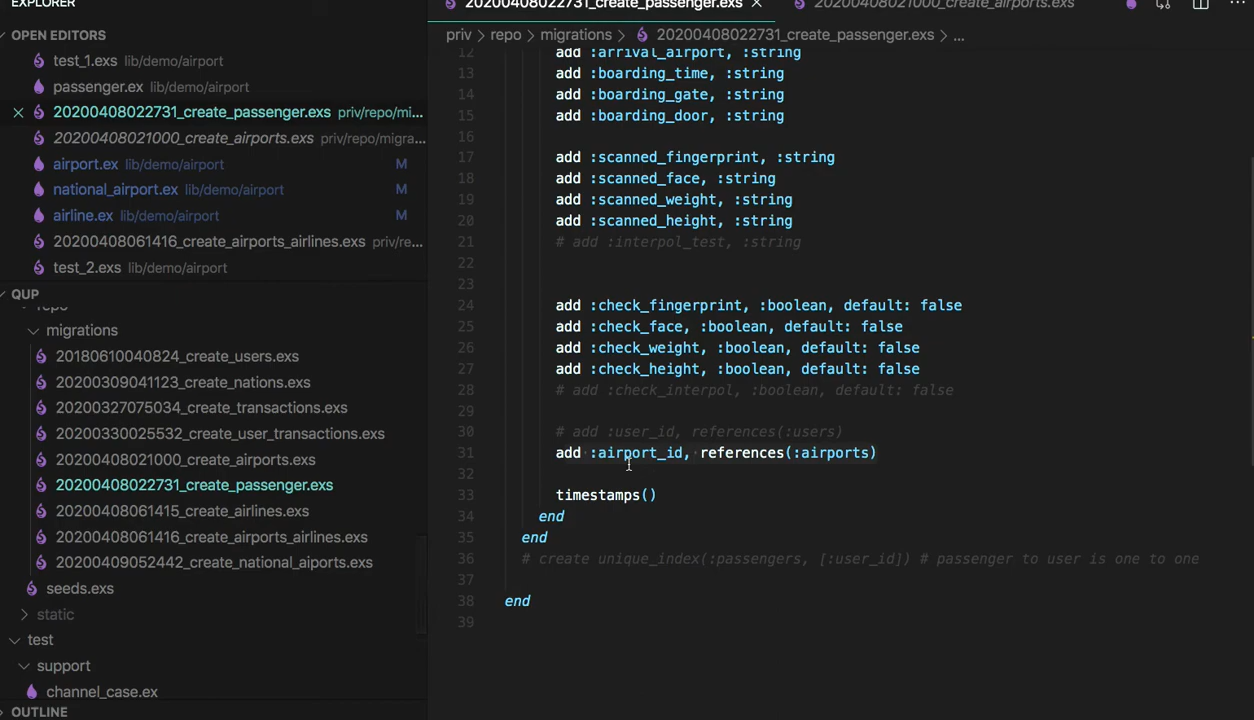 EXPLORER
OPEN EDITORS
test_1.exs lib/demo/airport
passenger.ex lib/demo/airport
20200408022731_create_passenger.exs priv/repo/mi...
20200408021000_create_airports.exs priv/repo/migra...
airport.ex lib/demo/airport M
national_airport.ex lib/demo/airport M
airline.ex lib/demo/airport M
20200408061416_create_airports_airlines.exs priv/re...
test_2.exs lib/demo/airport
QUP
repo
migrations
20180610040824_create_users.exs
20200309041123_create_nations.exs
20200327075034_create_transactions.exs
20200330025532_create_user_transactions.exs
20200408021000_create_airports.exs
20200408022731_create_passenger.exs
20200408061415_create_airlines.exs
20200408061416_create_airports_airlines.exs
20200409052442_create_national_aiports.exs
seeds.exs
static
test
support
channel_case.ex
OUTLINE
20200408022731_create_passenger.exs 20200408021000_create_airports.exs
priv > repo > migrations > 20200408022731_create_passenger.exs > ...
12 add :arrival_airport, :string
13 add :boarding_time, :string
14 add :boarding_gate, :string
15 add :boarding_door, :string
16
17 add :scanned_fingerprint, :string
18 add :scanned_face, :string
19 add :scanned_weight, :string
20 add :scanned_height, :string
21 # add :interpol_test, :string
22
23
24 add :check_fingerprint, :boolean, default: false
25 add :check_face, :boolean, default: false
26 add :check_weight, :boolean, default: false
27 add :check_height, :boolean, default: false
28 # add :check_interpol, :boolean, default: false
29
30 # add :user_id, references(:users)
31 add :airport_id, references(:airports)
32
33 timestamps()
34 end
35 end
36 # create unique_index(:passengers, [:user_id]) # passenger to user is one to one
37
38 end
39